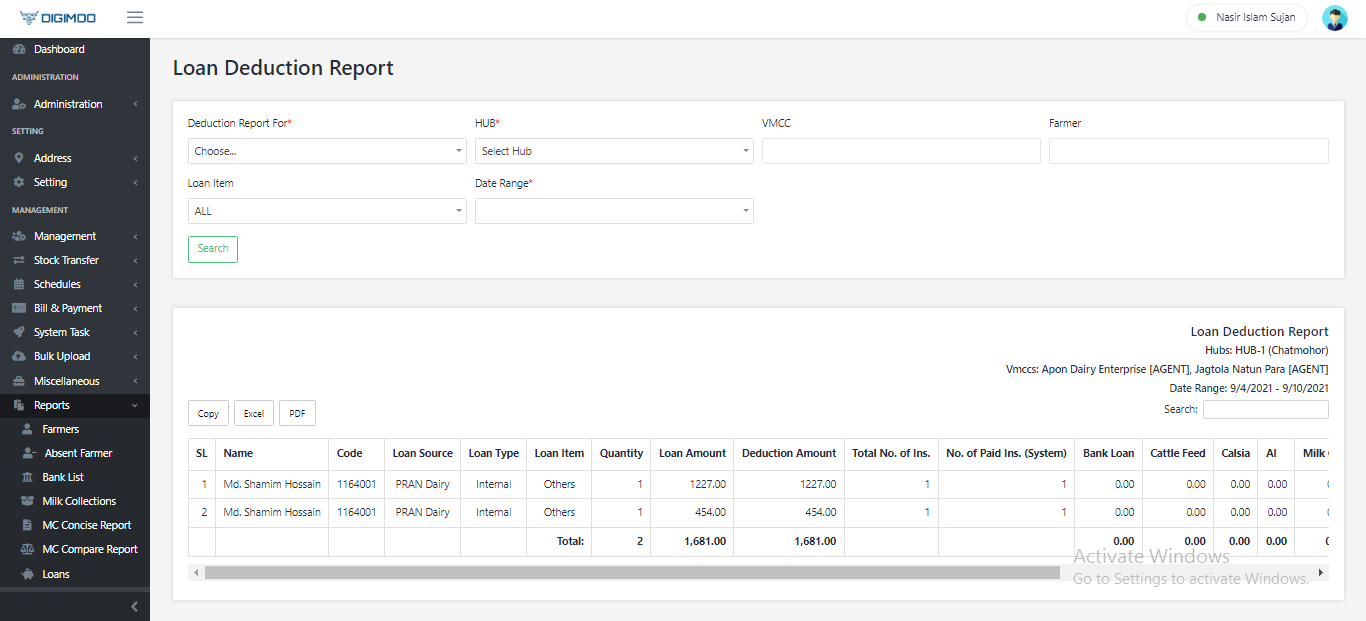 DIGIMOO
Nasir Islam Sujan
Dashboard
ADMINISTRATION
Administration
SETTING
Address
Setting
MANAGEMENT
Management
Stock Transfer
Schedules
Bill & Payment
System Task
Bulk Upload
Miscellaneous
Reports
Farmers
Absent Farmer
Bank List
Milk Collections
MC Concise Report
MC Compare Report
Loans
Loan Deduction Report
Deduction Report For* HUB* VMCC Farmer
Choose... Select Hub
Loan Item Date Range*
ALL
Search
Loan Deduction Report
Hubs: HUB-1 (Chatmohor)
Vmccs: Apon Dairy Enterprise [AGENT], Jagtola Natun Para [AGENT]
Date Range: 9/4/2021 - 9/10/2021
Copy Excel PDF Search:
SL Name Code Loan Source Loan Type Loan Item Quantity Loan Amount Deduction Amount Total No. of Ins. No. of Paid Ins. (System) Bank Loan Cattle Feed Calsia AI Milk
1 Md. Shamim Hossain 1164001 PRAN Dairy Internal Others 1 1227.00 1227.00 1 1 0.00 0.00 0.00 0.00
2 Md. Shamim Hossain 1164001 PRAN Dairy Internal Others 1 454.00 454.00 1 1 0.00 0.00 0.00 0.00
Total: 2 1,681.00 1,681.00 0.00 0.00 0.00 0.00
Activate Windows
Go to Settings to activate Windows.